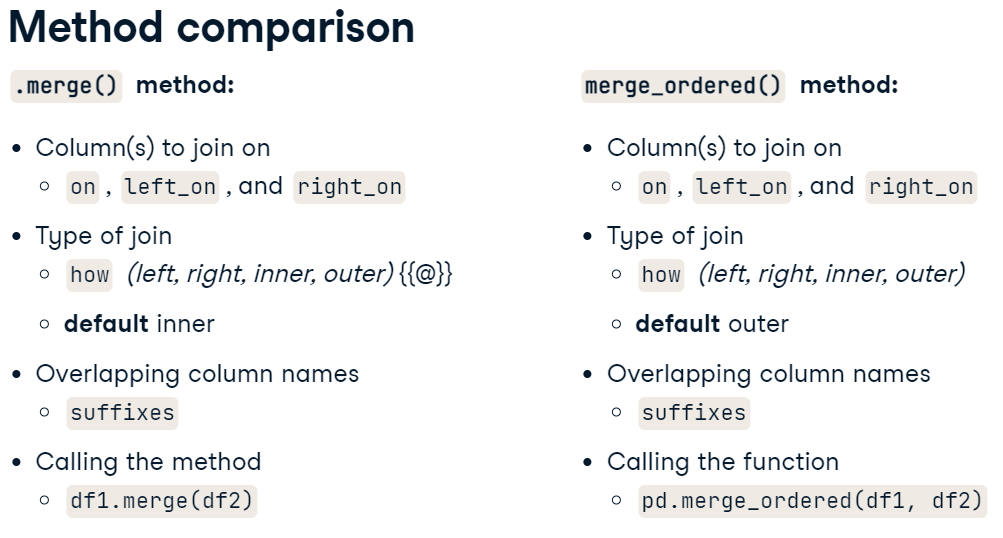 Method comparison
.merge() method:
• Column(s) to join on
○ on , left_on , and right_on
• Type of join
○ how (left, right, inner, outer) {{@}}
○ default inner
• Overlapping column names
○ suffixes
• Calling the method
○ df1.merge(df2)
merge_ordered() method:
• Column(s) to join on
○ on , left_on , and right_on
• Type of join
○ how (left, right, inner, outer)
○ default outer
• Overlapping column names
○ suffixes
• Calling the function
○ pd.merge_ordered(df1, df2)